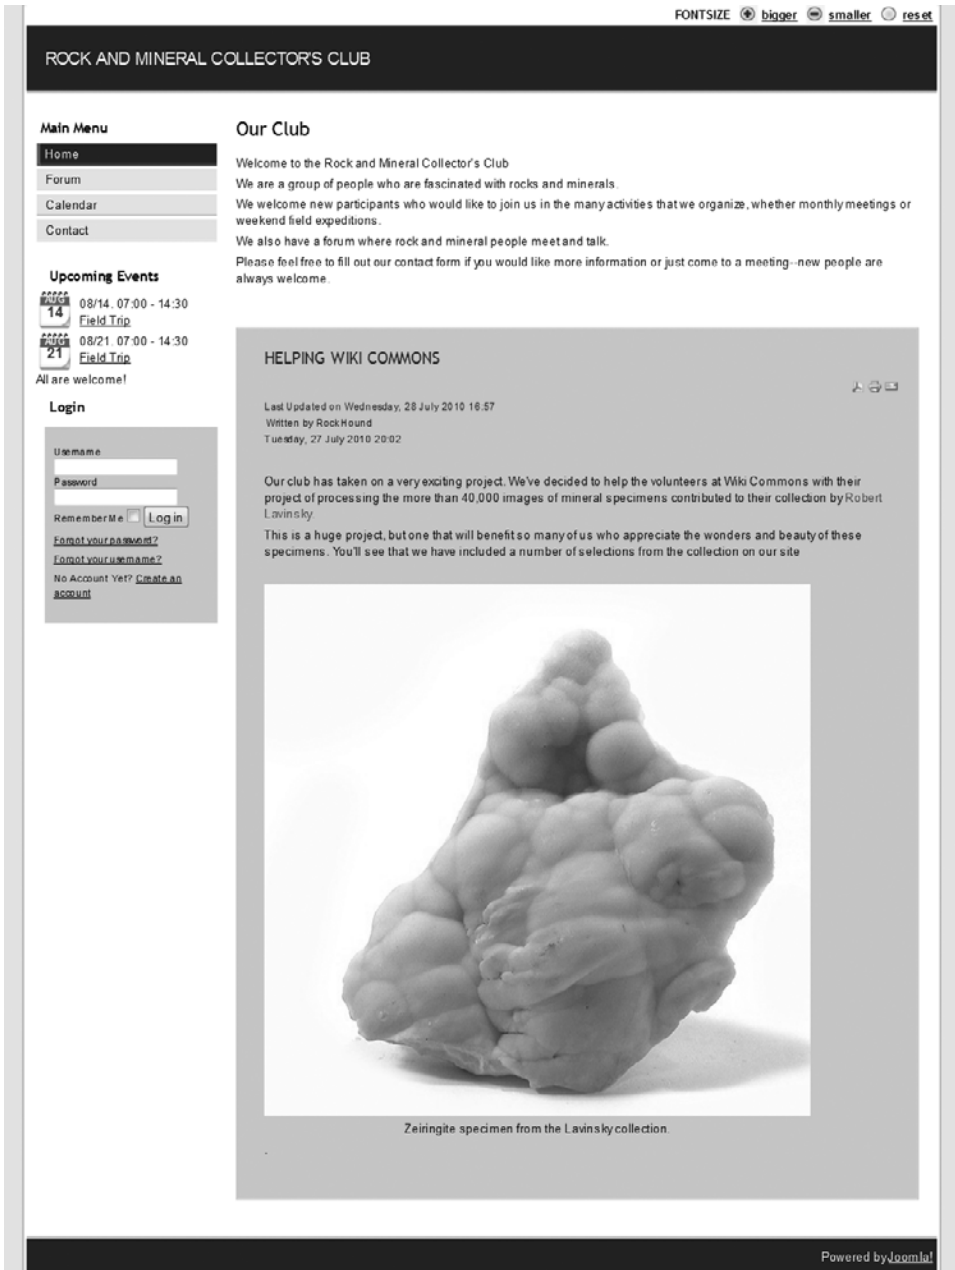 FONTSIZE bigger smaller reset
ROCK AND MINERAL COLLECTOR'S CLUB
Main Menu
Home
Forum
Calendar
Contact
Upcoming Events
AUG
14
08/14. 07:00 - 14:30
Field Trip
AUG
21
08/21. 07:00 - 14:30
Field Trip
All are welcome!
Login
Username
Password
Remember Me Log in
Forgot your password?
Forgot your username?
No Account Yet? Create an
account
Our Club
Welcome to the Rock and Mineral Collector's Club
We are a group of people who are fascinated with rocks and minerals.
We welcome new participants who would like to join us in the many activities that we organize, whether monthly meetings or
weekend field expeditions.
We also have a forum where rock and mineral people meet and talk.
Please feel free to fill out our contact form if you would like more information or just come to a meeting--new people are
always welcome.
HELPING WIKI COMMONS
Last Updated on Wednesday, 28 July 2010 16:57
Written by RockHound
Tuesday, 27 July 2010 20:02
Our club has taken on a very exciting project. We've decided to help the volunteers at Wiki Commons with their
project of processing the more than 40,000 images of mineral specimens contributed to their collection by Robert
Lavinsky.
This is a huge project, but one that will benefit so many of us who appreciate the wonders and beauty of these
specimens. You'll see that we have included a number of selections from the collection on our site
Zeiringite specimen from the Lavinsky collection.
.
Powered by Joomla!